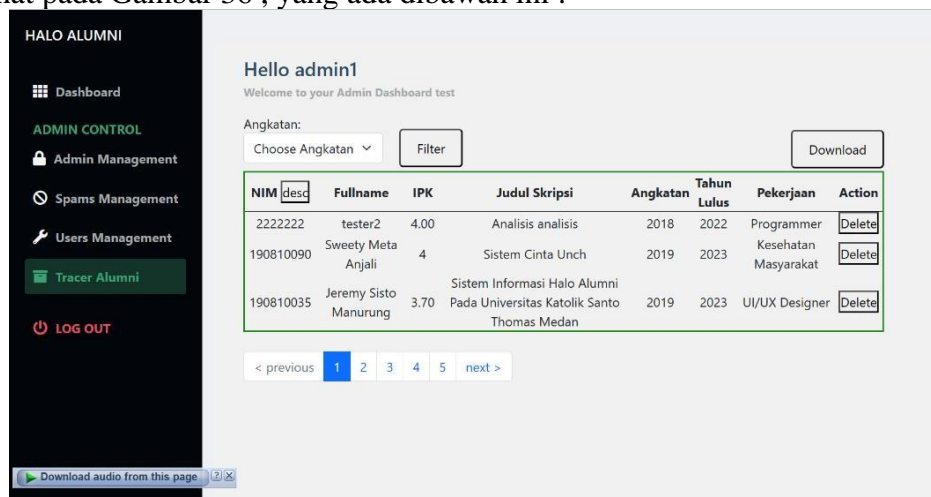 hat pada Gambar 36 , yang ada dibawah ini :
HALO ALUMNI
Dashboard
ADMIN CONTROL
Admin Management
Spams Management
Users Management
Tracer Alumni
LOG OUT
Hello admin1
Welcome to your Admin Dashboard test
Angkatan:
Choose Angkatan Filter Download
NIM desc Fullname IPK Judul Skripsi Angkatan Tahun Lulus Pekerjaan Action
2222222 tester2 4.00 Analisis analisis 2018 2022 Programmer Delete
190810090 Sweety Meta Anjali 4 Sistem Cinta Unch 2019 2023 Kesehatan Masyarakat Delete
190810035 Jeremy Sisto Manurung 3.70 Sistem Informasi Halo Alumni Pada Universitas Katolik Santo Thomas Medan 2019 2023 UI/UX Designer Delete
< previous 1 2 3 4 5 next >
Download audio from this page ? X